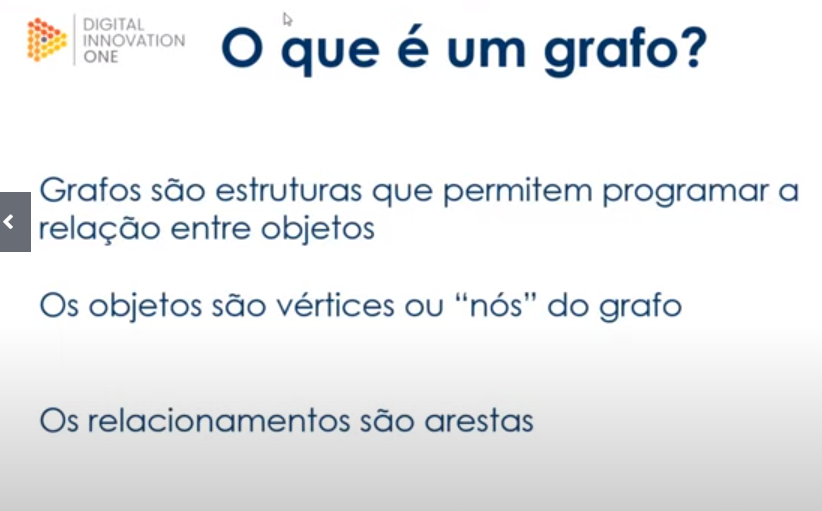 DIGITAL
INNOVATION
ONE
O que é um grafo?
Grafos são estruturas que permitem programar a
relação entre objetos
Os objetos são vértices ou “nós” do grafo
Os relacionamentos são arestas